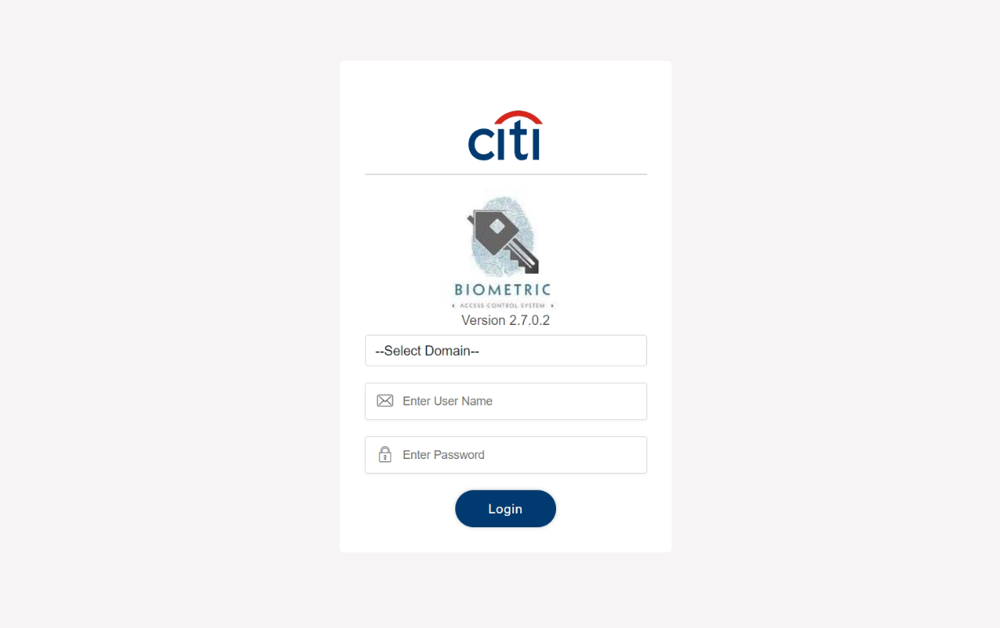 citi
BIOMETRIC
ACCESS CONTROL SYSTEM
Version 2.7.0.2
--Select Domain--
Enter User Name
Enter Password
Login